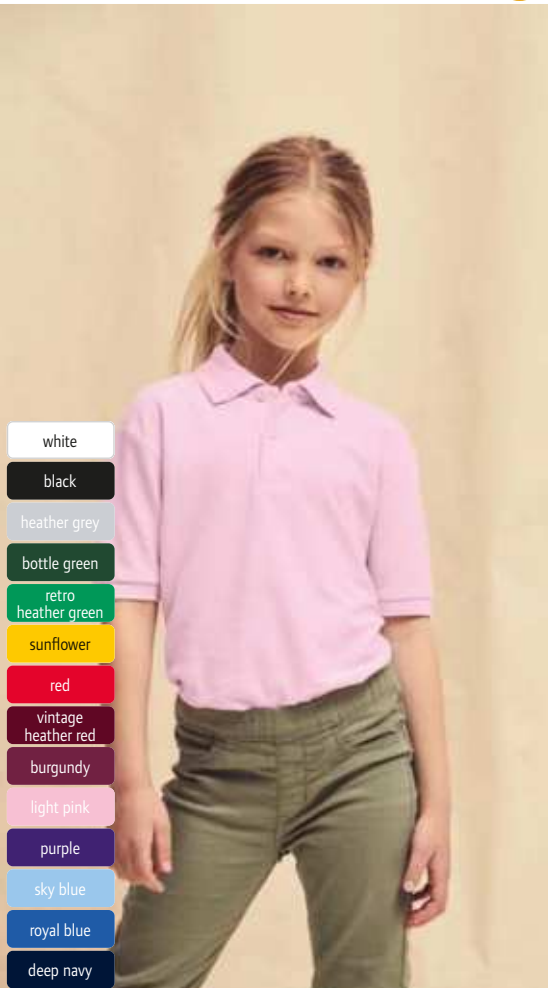 white
black
heather grey
bottle green
retro
heather green
sunflower
red
vintage
heather red
burgundy
light pink
purple
sky blue
royal blue
deep navy